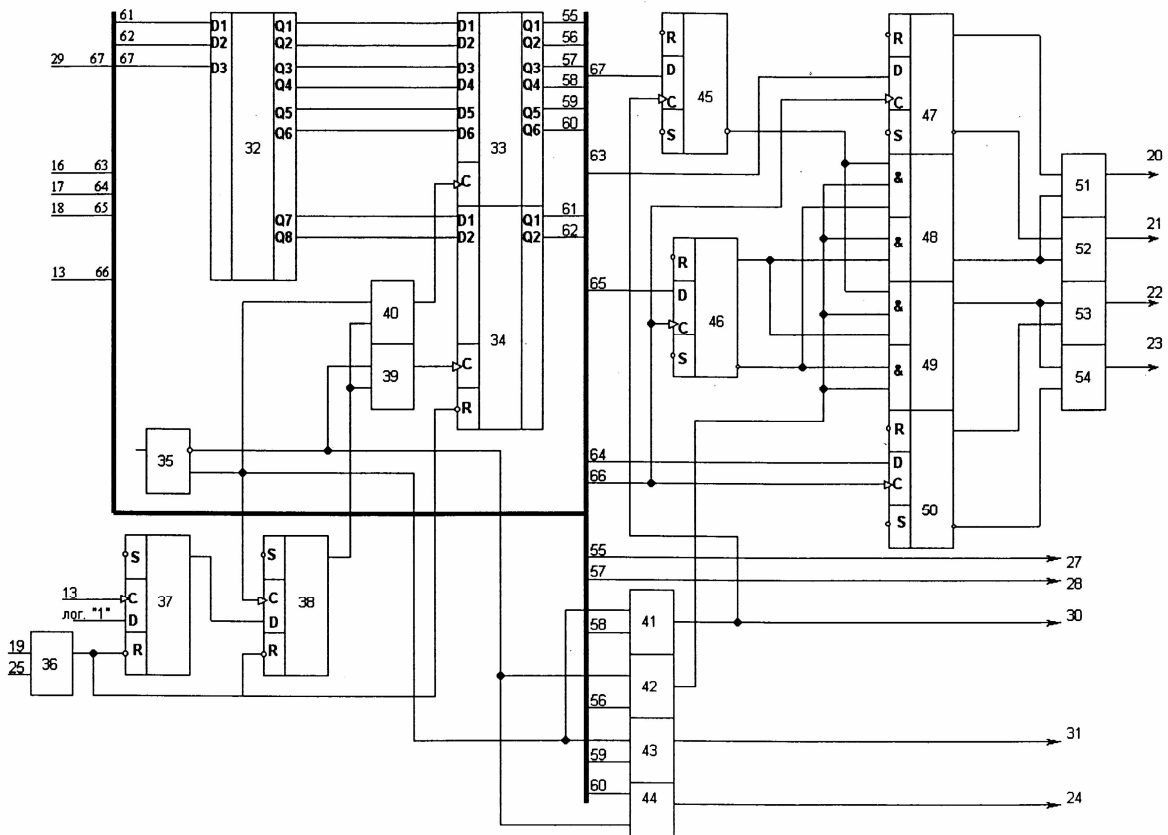 61 D1 Q1 D1 Q1 55
62 D2 Q2 D2 Q2 56
29 67 67 D3 Q3 D3 Q3 57
Q4 D4 Q4 58
Q5 D5 Q5 59
Q6 D6 Q6 60
32 33
16 63 C
17 64
18 65 Q7 D1 Q1 61
Q8 D2 Q2 62
13 66
40 34
39 C
R
35
S S
13 C 37 C 38
лог. "1" D D
19 R R
25 36
67 R
D
C 45
S
63
65 R
D
C 46
S
R
D
C 47
S
&
& 48
&
& 49
R
64 D
66 C 50
S
51 20
52 21
53 22
54 23
55 27
57 28
41 30
58
42
56
43 31
59
60 44 24